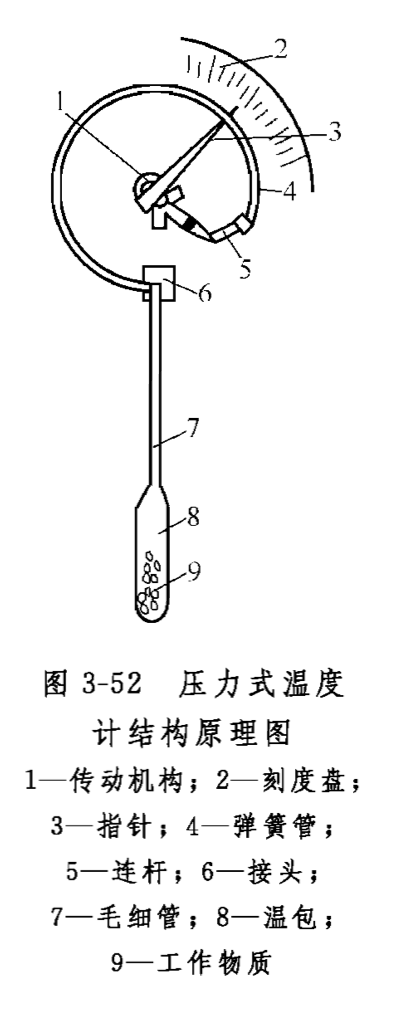 1
2
3
4
5
6
7
8
9
图 3-52 压力式温度
计结构原理图
1—传动机构；2—刻度盘；
3—指针；4—弹簧管；
5—连杆；6—接头；
7—毛细管；8—温包；
9—工作物质